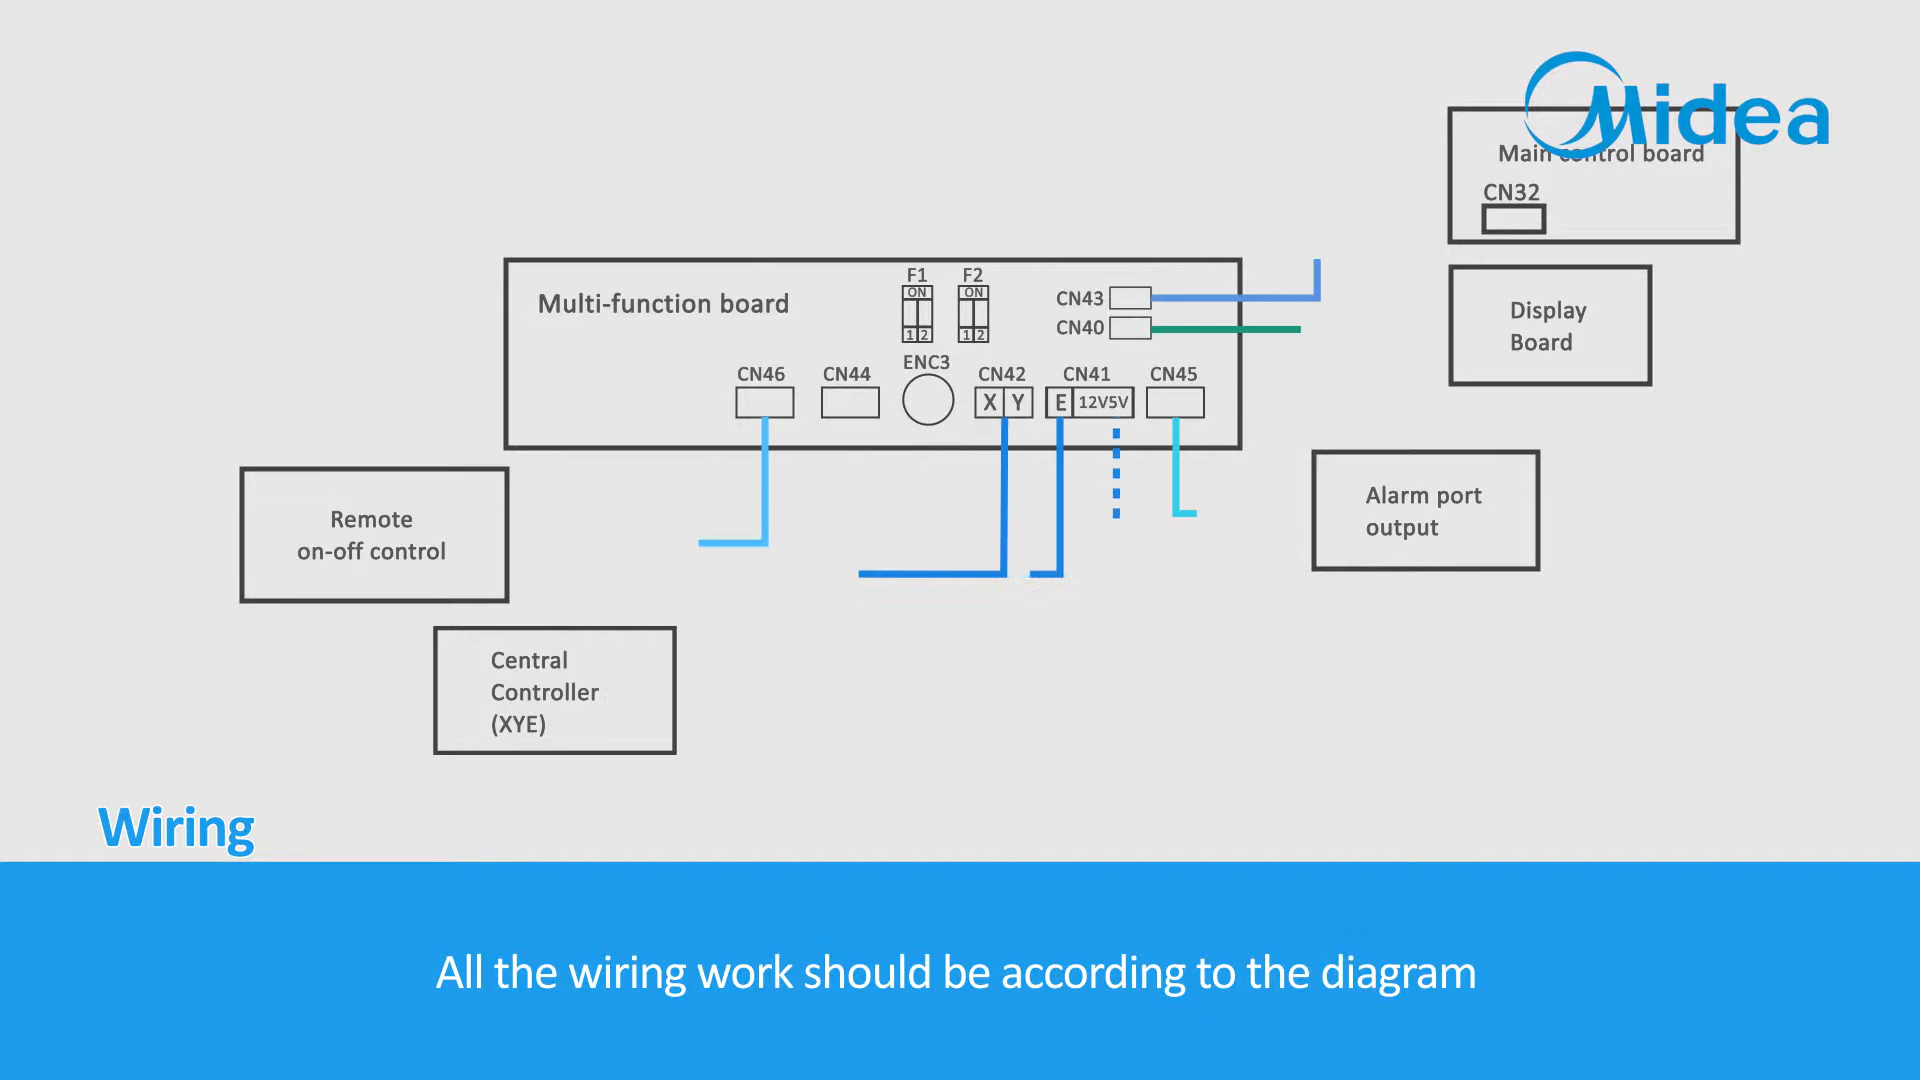 Midea
Main control board
CN32
F1 F2
ON ON
1 2 1 2
Multi-function board
CN43
CN40
Display
Board
ENC3
CN46 CN44 CN42 CN41 CN45
X Y E 12V5V
Alarm port
output
Remote
on-off control
Central
Controller
(XYE)
Wiring
All the wiring work should be according to the diagram